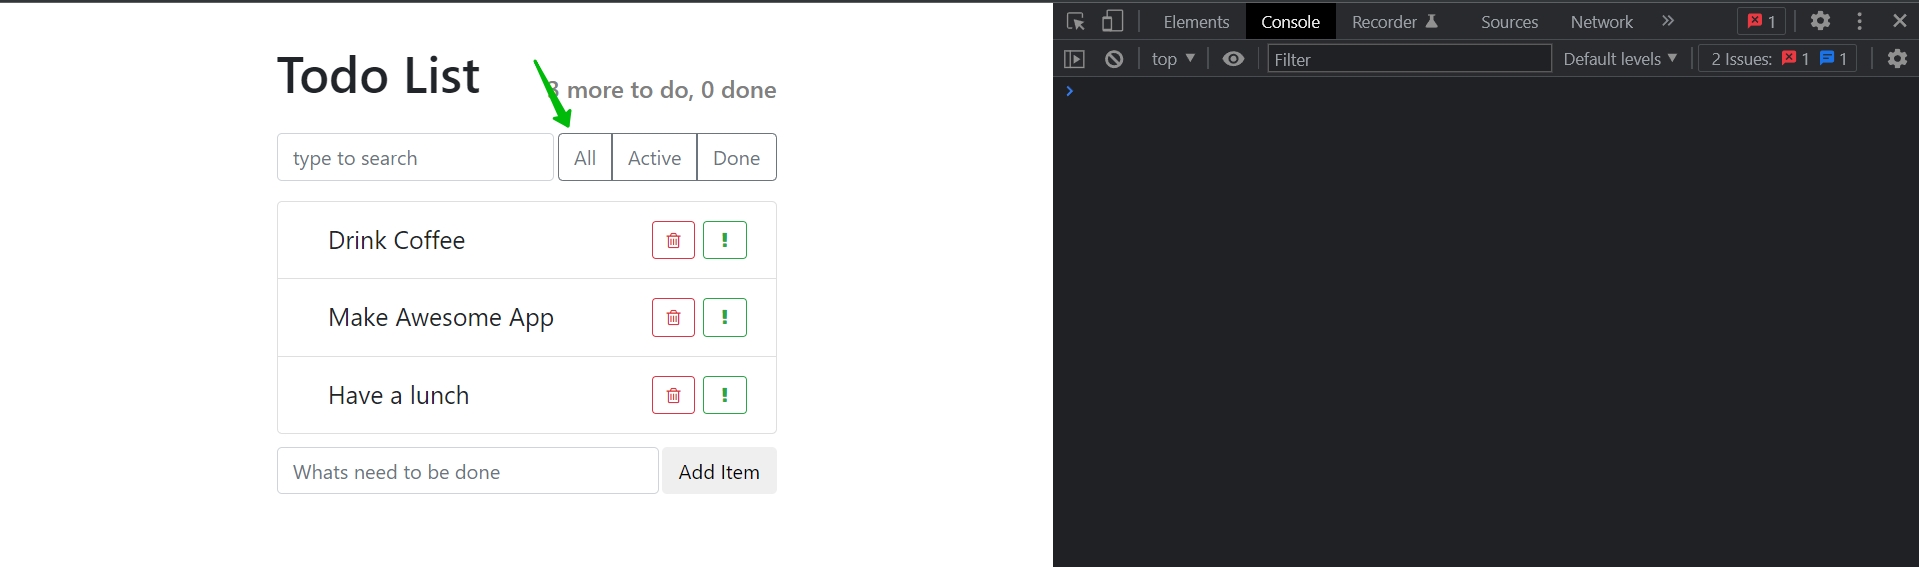 Todo List
3 more to do, 0 done
type to search
All Active Done
Drink Coffee
!
Make Awesome App
!
Have a lunch
!
Whats need to be done
Add Item
Elements Console Recorder Sources Network » 1
top Filter Default levels 2 Issues: 1 1